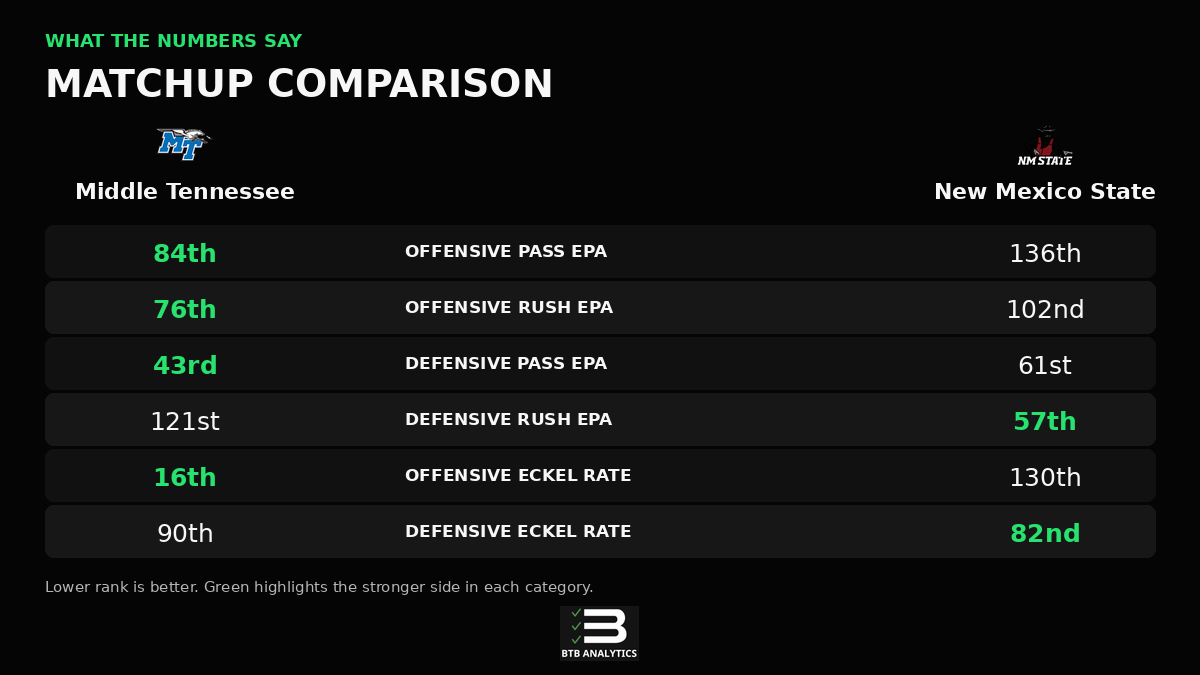 WHAT THE NUMBERS SAY
MATCHUP COMPARISON
MT
NM STATE
Middle Tennessee
New Mexico State
84th OFFENSIVE PASS EPA 136th
76th OFFENSIVE RUSH EPA 102nd
43rd DEFENSIVE PASS EPA 61st
121st DEFENSIVE RUSH EPA 57th
16th OFFENSIVE ECKEL RATE 130th
90th DEFENSIVE ECKEL RATE 82nd
Lower rank is better. Green highlights the stronger side in each category.
B
BTB ANALYTICS